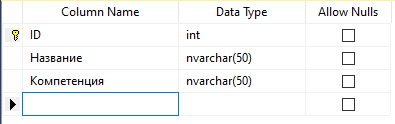 Column Name Data Type Allow Nulls
ID int
Название nvarchar(50)
Компетенция nvarchar(50)